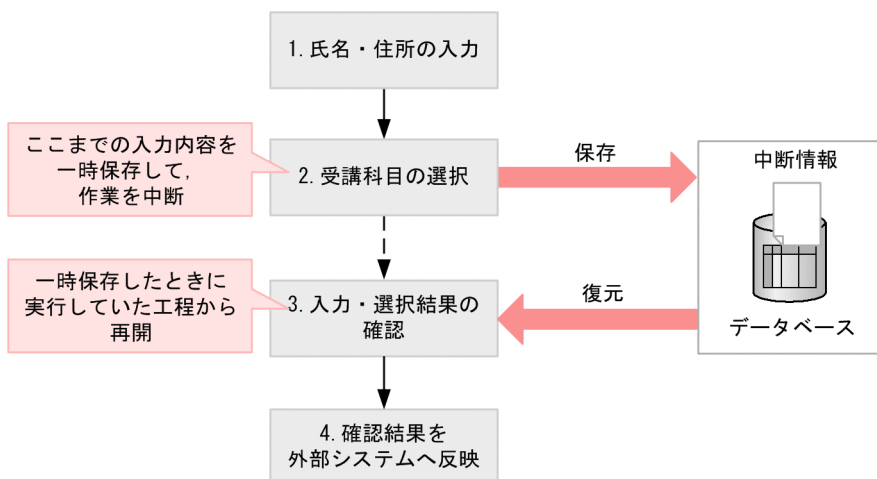 1. 氏名・住所の入力
ここまでの入力内容を
一時保存して,
作業を中断
2. 受講科目の選択
保存
中断情報
データベース
一時保存したときに
実行していた工程から
再開
3. 入力・選択結果の
確認
復元
4. 確認結果を
外部システムへ反映